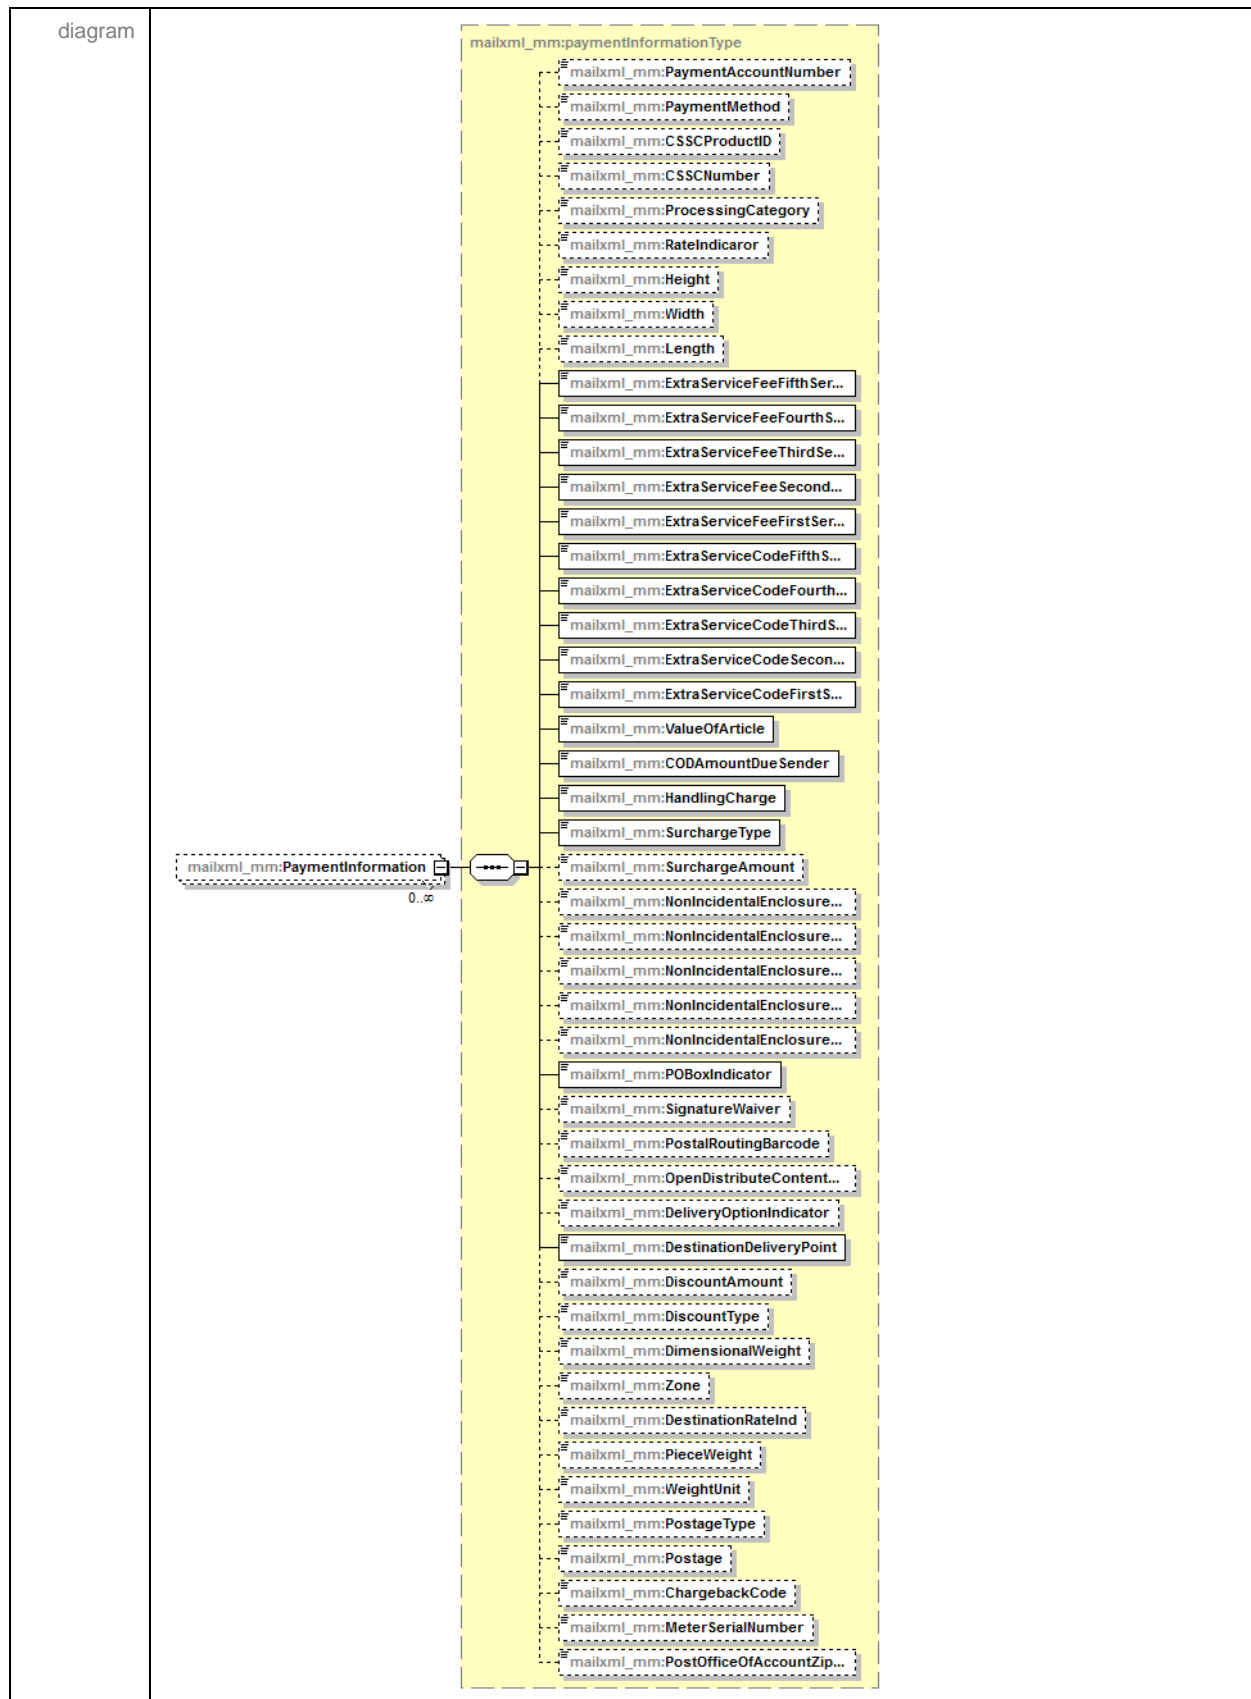 diagram
mailxml_mm:paymentInformationType
mailxml_mm:PaymentAccountNumber
mailxml_mm:PaymentMethod
mailxml_mm:CSSCProductID
mailxml_mm:CSSCNumber
mailxml_mm:ProcessingCategory
mailxml_mm:RateIndicaror
mailxml_mm:Height
mailxml_mm:Width
mailxml_mm:Length
mailxml_mm:ExtraServiceFeeFifthSer...
mailxml_mm:ExtraServiceFeeFourthS...
mailxml_mm:ExtraServiceFeeThirdSe...
mailxml_mm:ExtraServiceFeeSecond...
mailxml_mm:ExtraServiceFeeFirstSer...
mailxml_mm:ExtraServiceCodeFifthS...
mailxml_mm:ExtraServiceCodeFourth...
mailxml_mm:ExtraServiceCodeThirdS...
mailxml_mm:ExtraServiceCodeSecon...
mailxml_mm:ExtraServiceCodeFirstS...
mailxml_mm:ValueOfArticle
mailxml_mm:CODAmountDueSender
mailxml_mm:HandlingCharge
mailxml_mm:SurchargeType
mailxml_mm:PaymentInformation
0..∞
mailxml_mm:SurchargeAmount
mailxml_mm:NonIncidentalEnclosure...
mailxml_mm:NonIncidentalEnclosure...
mailxml_mm:NonIncidentalEnclosure...
mailxml_mm:NonIncidentalEnclosure...
mailxml_mm:NonIncidentalEnclosure...
mailxml_mm:POBoxIndicator
mailxml_mm:SignatureWaiver
mailxml_mm:PostalRoutingBarcode
mailxml_mm:OpenDistributeContent...
mailxml_mm:DeliveryOptionIndicator
mailxml_mm:DestinationDeliveryPoint
mailxml_mm:DiscountAmount
mailxml_mm:DiscountType
mailxml_mm:DimensionalWeight
mailxml_mm:Zone
mailxml_mm:DestinationRateInd
mailxml_mm:PieceWeight
mailxml_mm:WeightUnit
mailxml_mm:PostageType
mailxml_mm:Postage
mailxml_mm:ChargebackCode
mailxml_mm:MeterSerialNumber
mailxml_mm:PostOfficeOfAccountZip...